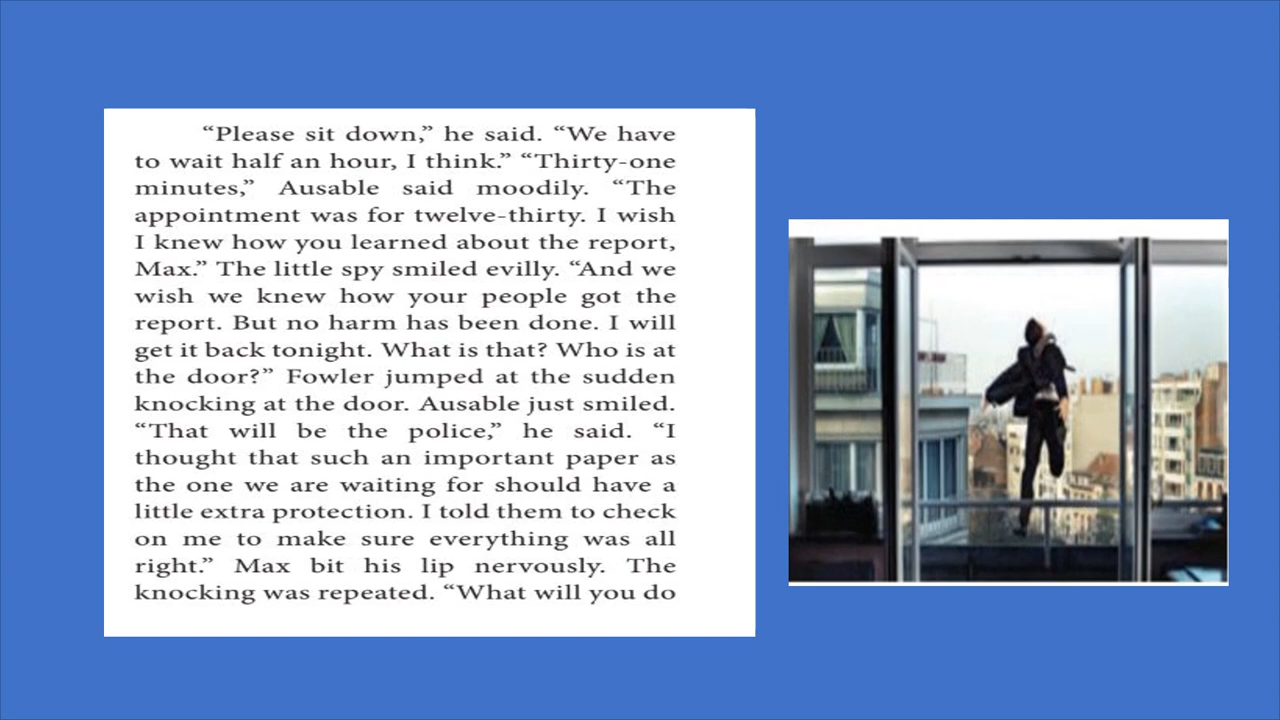 “Please sit down,” he said. “We have
to wait half an hour, I think.” “Thirty-one
minutes,” Ausable said moodily. “The
appointment was for twelve-thirty. I wish
I knew how you learned about the report,
Max.” The little spy smiled evilly. “And we
wish we knew how your people got the
report. But no harm has been done. I will
get it back tonight. What is that? Who is at
the door?” Fowler jumped at the sudden
knocking at the door. Ausable just smiled.
“That will be the police,” he said. “I
thought that such an important paper as
the one we are waiting for should have a
little extra protection. I told them to check
on me to make sure everything was all
right.” Max bit his lip nervously. The
knocking was repeated. “What will you do